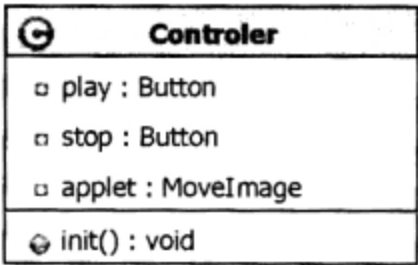 C Controler
play : Button
stop : Button
applet : MoveImage
init() : void